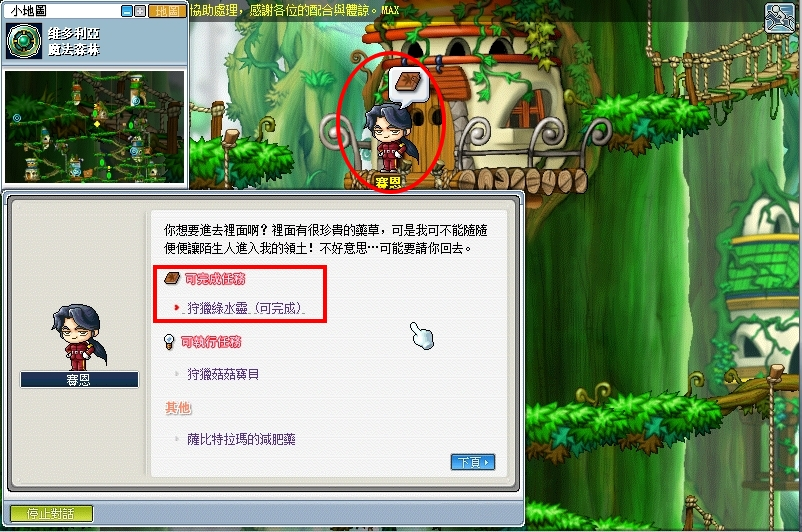 小地圖
地圖
協助處理，感謝各位的配合與體諒。MAX
維多利亞
魔法森林
賽恩
你想要進去裡面啊？裡面有很珍貴的藥草，可是我可不能隨隨
便便讓陌生人進入我的領土！不好意思…可能要請你回去。
可完成任務
狩獵綠水靈 (可完成)
可執行任務
狩獵菇菇寶貝
賽恩
其他
薩比特拉瑪的減肥藥
下頁
停止對話